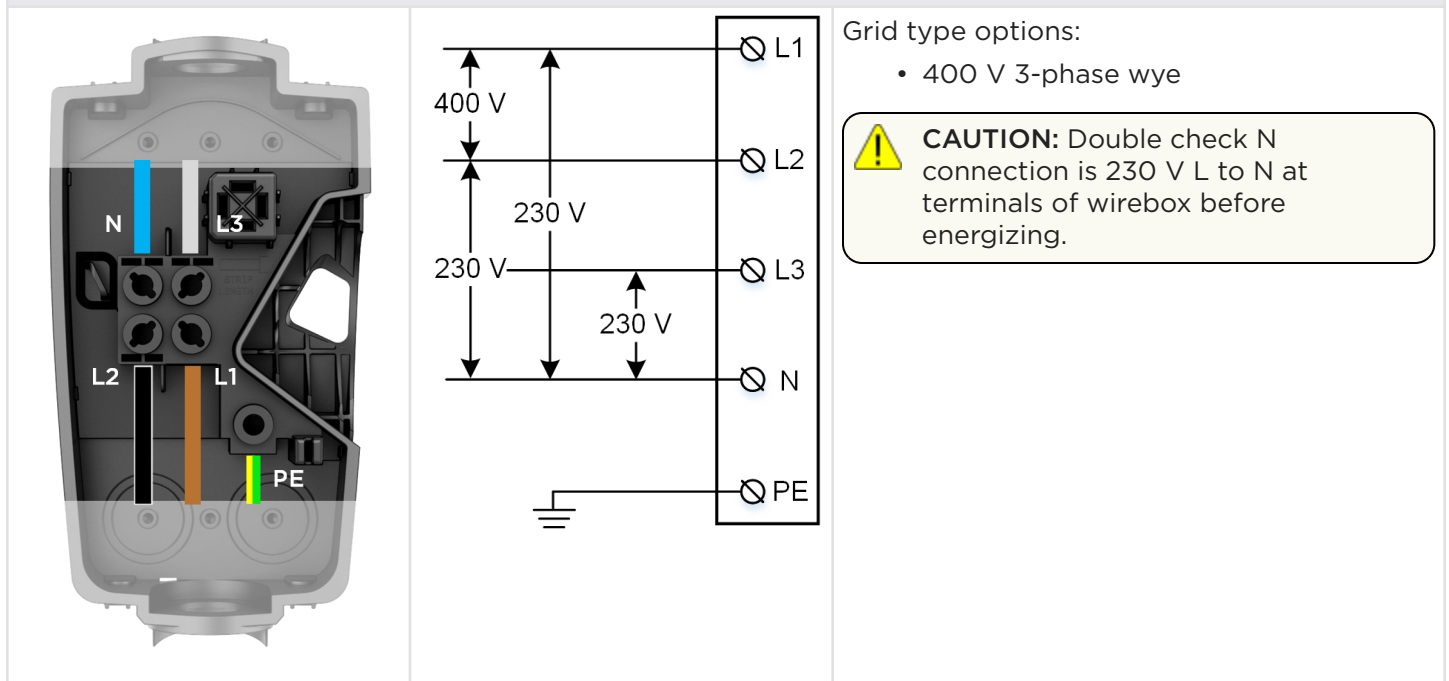 N
L3
L2
L1
PE
L1
400 V
L2
230 V
230 V
L3
230 V
N
PE
Grid type options:
• 400 V 3-phase wye
CAUTION: Double check N
connection is 230 V L to N at
terminals of wirebox before
energizing.